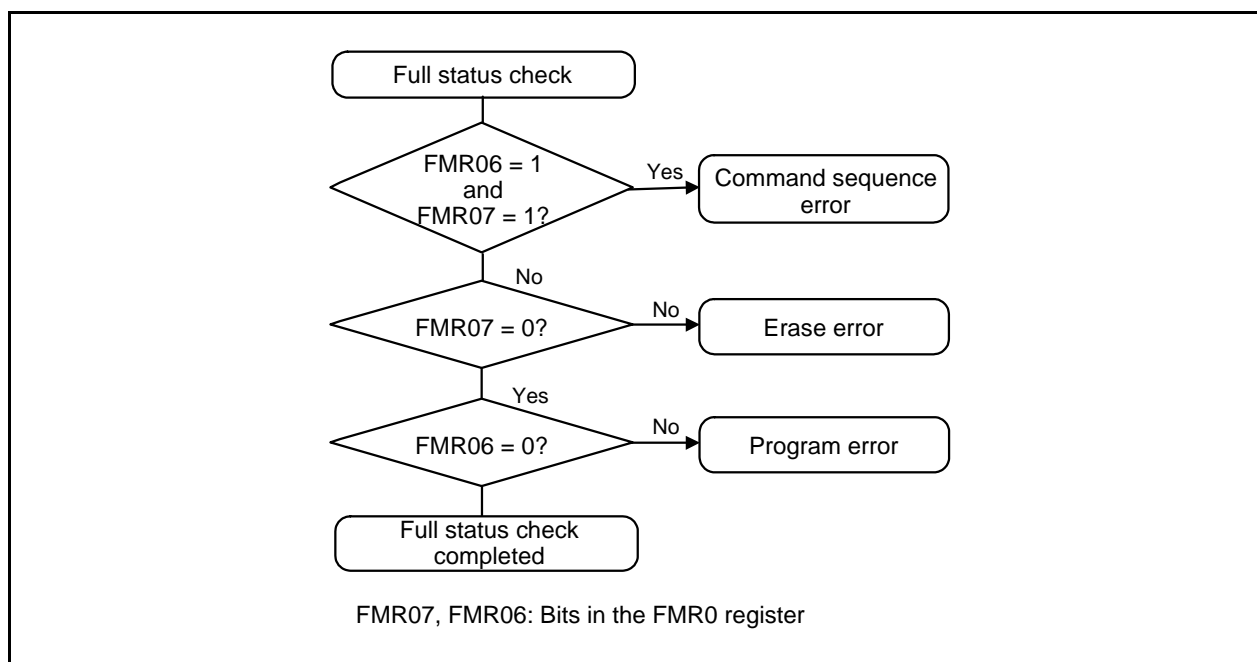 Full status check
FMR06 = 1
and
FMR07 = 1?
Yes
Command sequence
error
No
FMR07 = 0?
No
Erase error
Yes
FMR06 = 0?
No
Program error
Full status check
completed
FMR07, FMR06: Bits in the FMR0 register